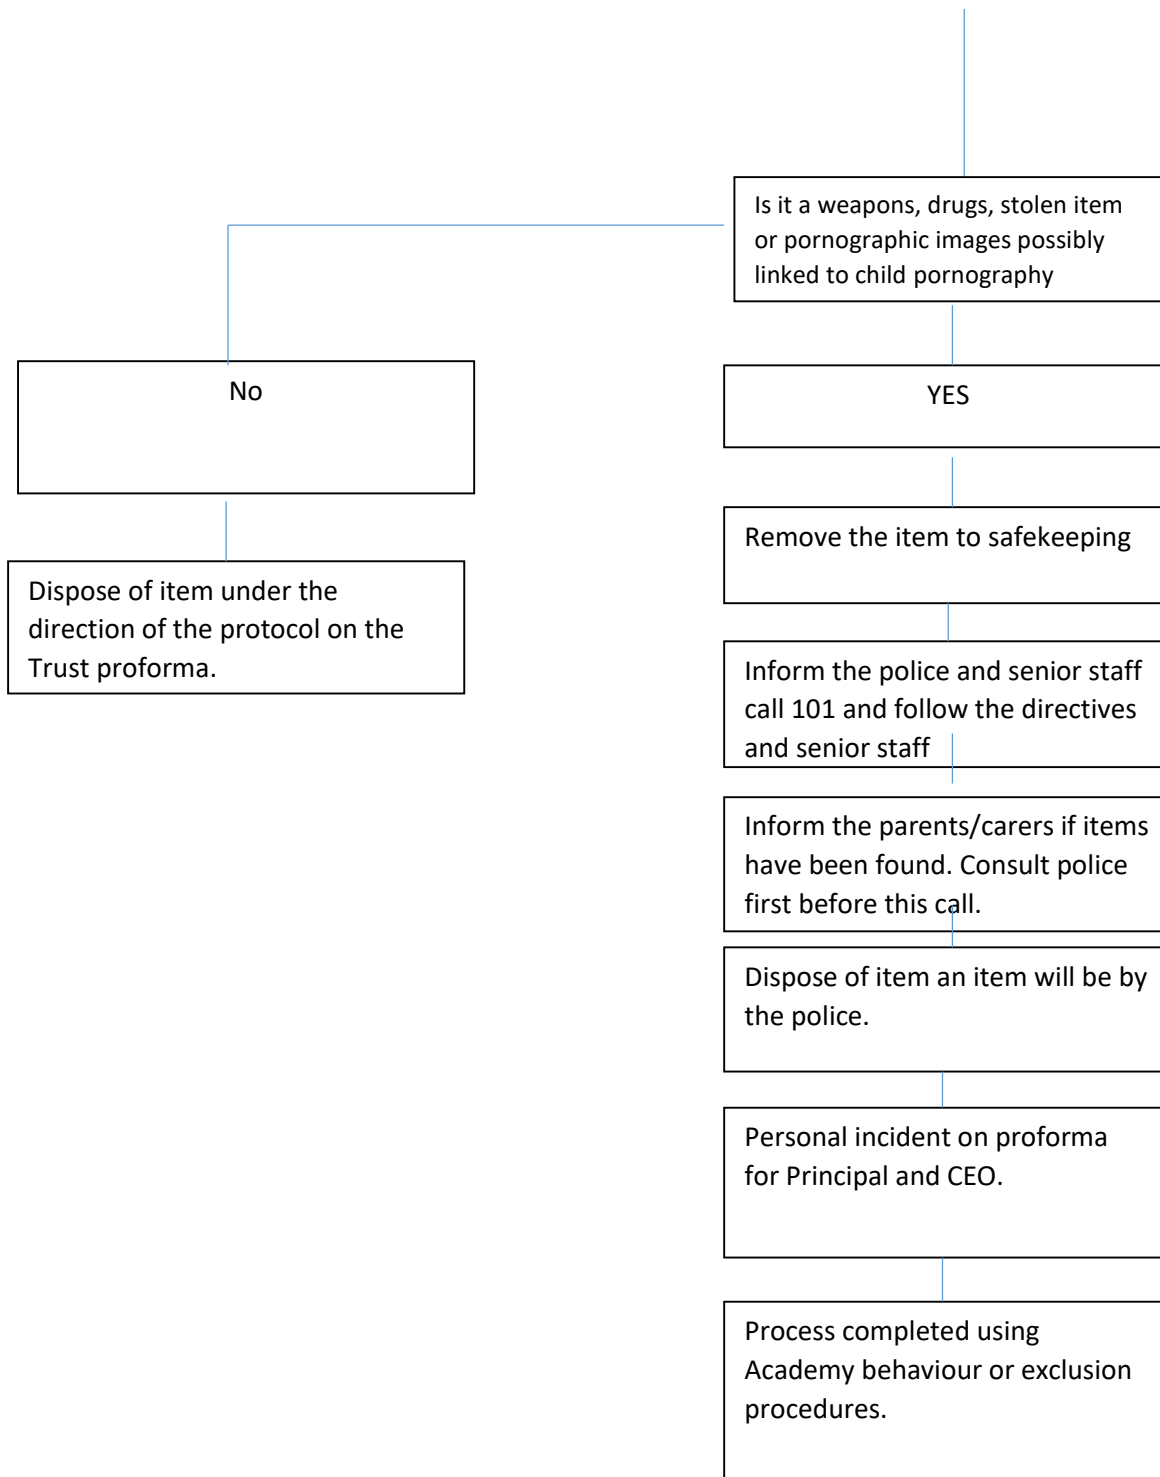 Is it a weapons, drugs, stolen item
or pornographic images possibly
linked to child pornography
No
YES
Remove the item to safekeeping
Dispose of item under the
direction of the protocol on the
Trust proforma.
Inform the police and senior staff
call 101 and follow the directives
and senior staff
Inform the parents/carers if items
have been found. Consult police
first before this call.
Dispose of item an item will be by
the police.
Personal incident on proforma
for Principal and CEO.
Process completed using
Academy behaviour or exclusion
procedures.